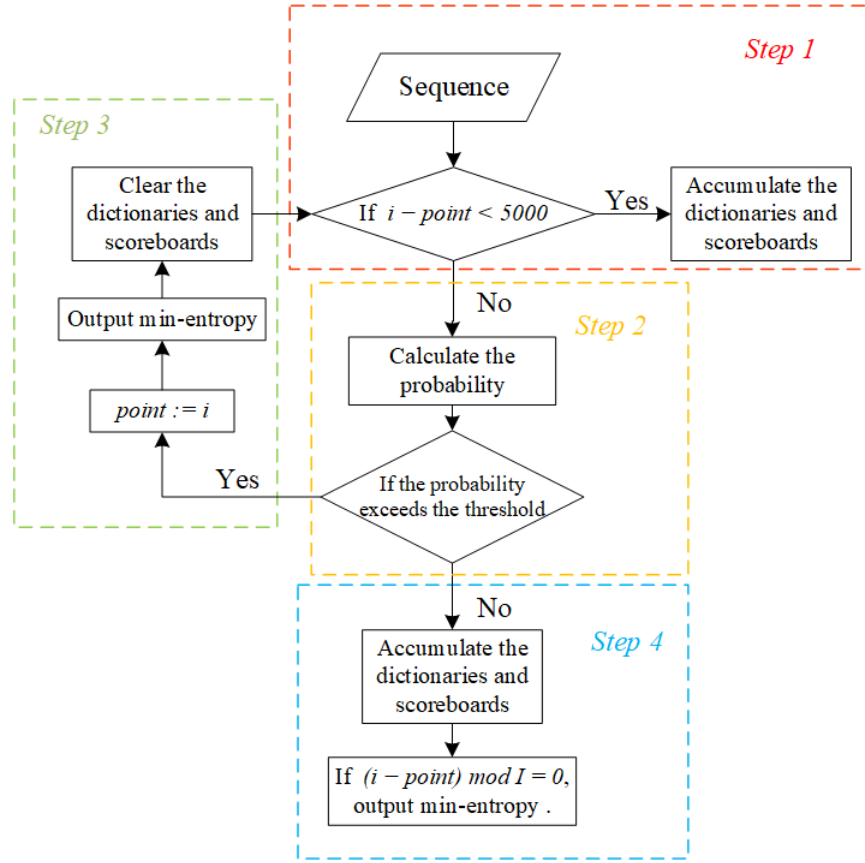 Step 1
Sequence
If i − point < 5000
Yes
Accumulate the
dictionaries and
scoreboards
No
Step 2
Calculate the
probability
If the probability
exceeds the threshold
Yes
Step 3
point := i
Output min-entropy
Clear the
dictionaries and
scoreboards
No
Step 4
Accumulate the
dictionaries and
scoreboards
If (i − point) mod I = 0,
output min-entropy .